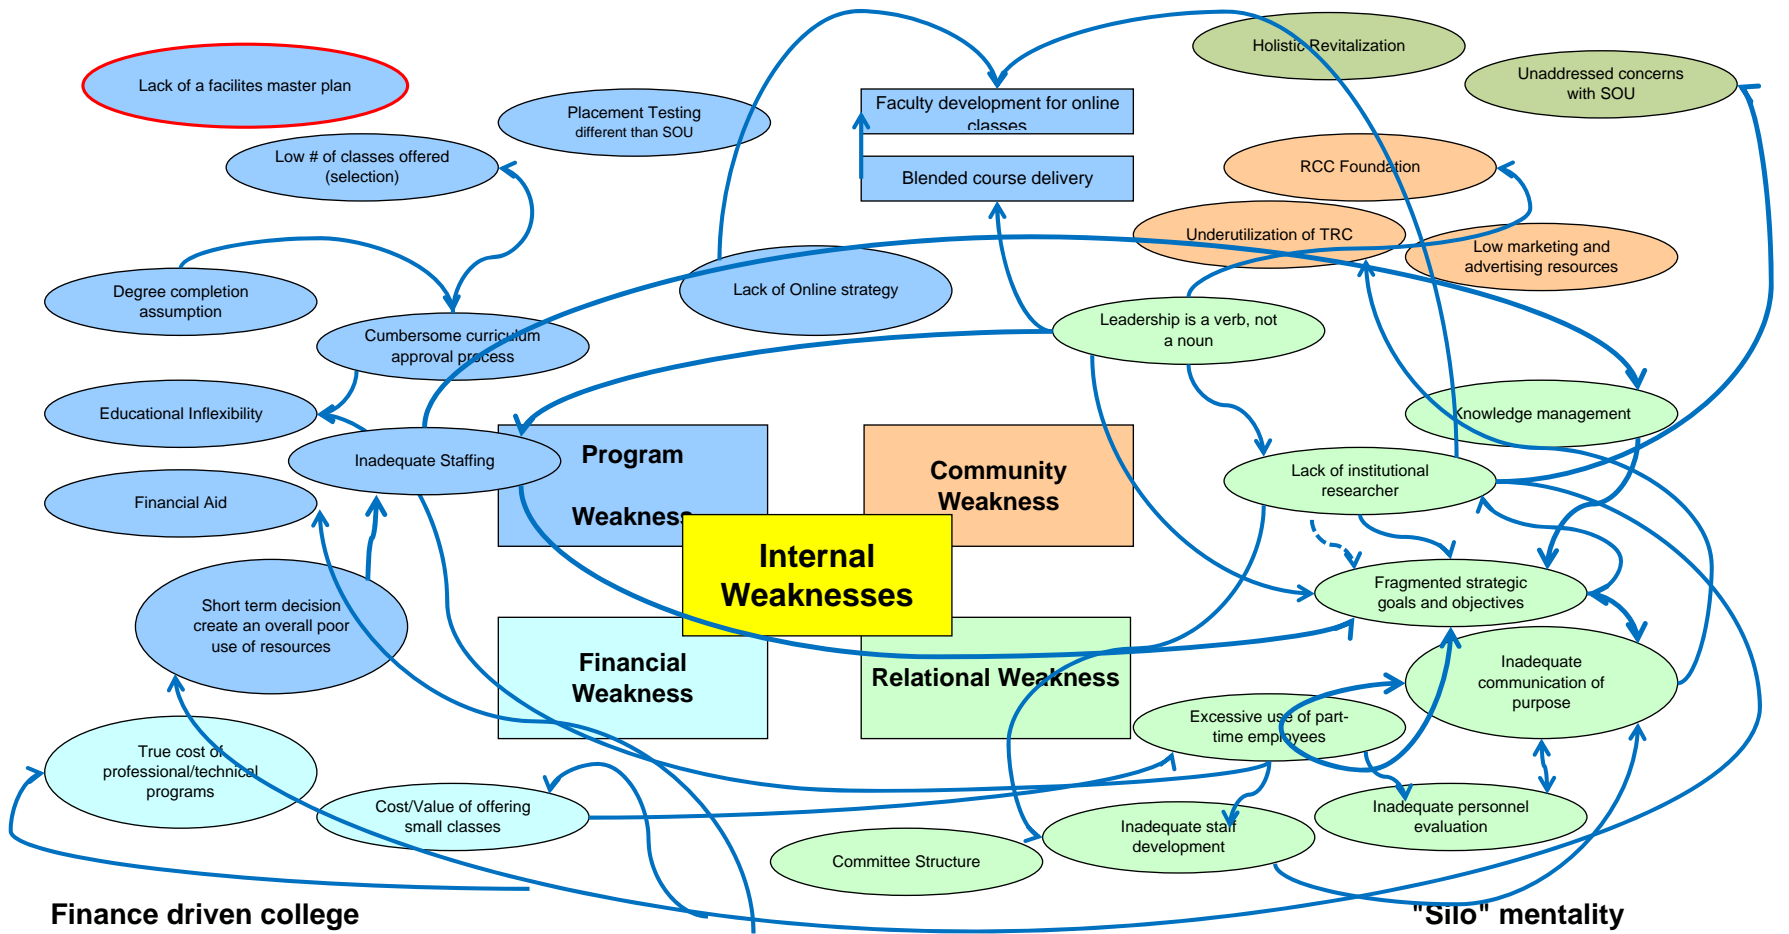 Holistic Revitalization
Lack of a facilites master plan
Unaddressed concerns
with SOU
Placement Testing
different than SOU
Faculty development for online
classes
Low # of classes offered
(selection)
Blended course delivery
RCC Foundation
Underutilization of TRC
Low marketing and
advertising resources
Degree completion
assumption
Lack of Online strategy
Leadership is a verb, not
a noun
Cumbersome curriculum
approval process
Educational Inflexibility
Knowledge management
Inadequate Staffing
Program
Weakness
Community
Weakness
Lack of institutional
researcher
Financial Aid
Internal
Weaknesses
Fragmented strategic
goals and objectives
Short term decision
create an overall poor
use of resources
Financial
Weakness
Relational Weakness
Inadequate
communication of
purpose
Excessive use of part-
time employees
True cost of
professional/technical
programs
Cost/Value of offering
small classes
Inadequate personnel
evaluation
Inadequate staff
development
Committee Structure
Finance driven college
"Silo" mentality